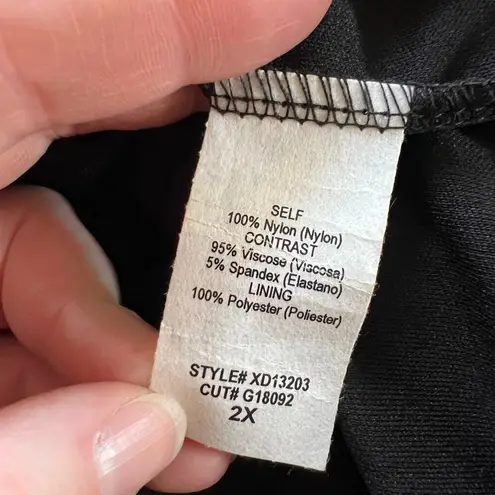 SELF
100% Nylon (Nylon)
CONTRAST
95% Viscose (Viscosa)
5% Spandex (Elastano)
LINING
100% Polyester (Poliester)
STYLE# XD13203
CUT# G18092
2X